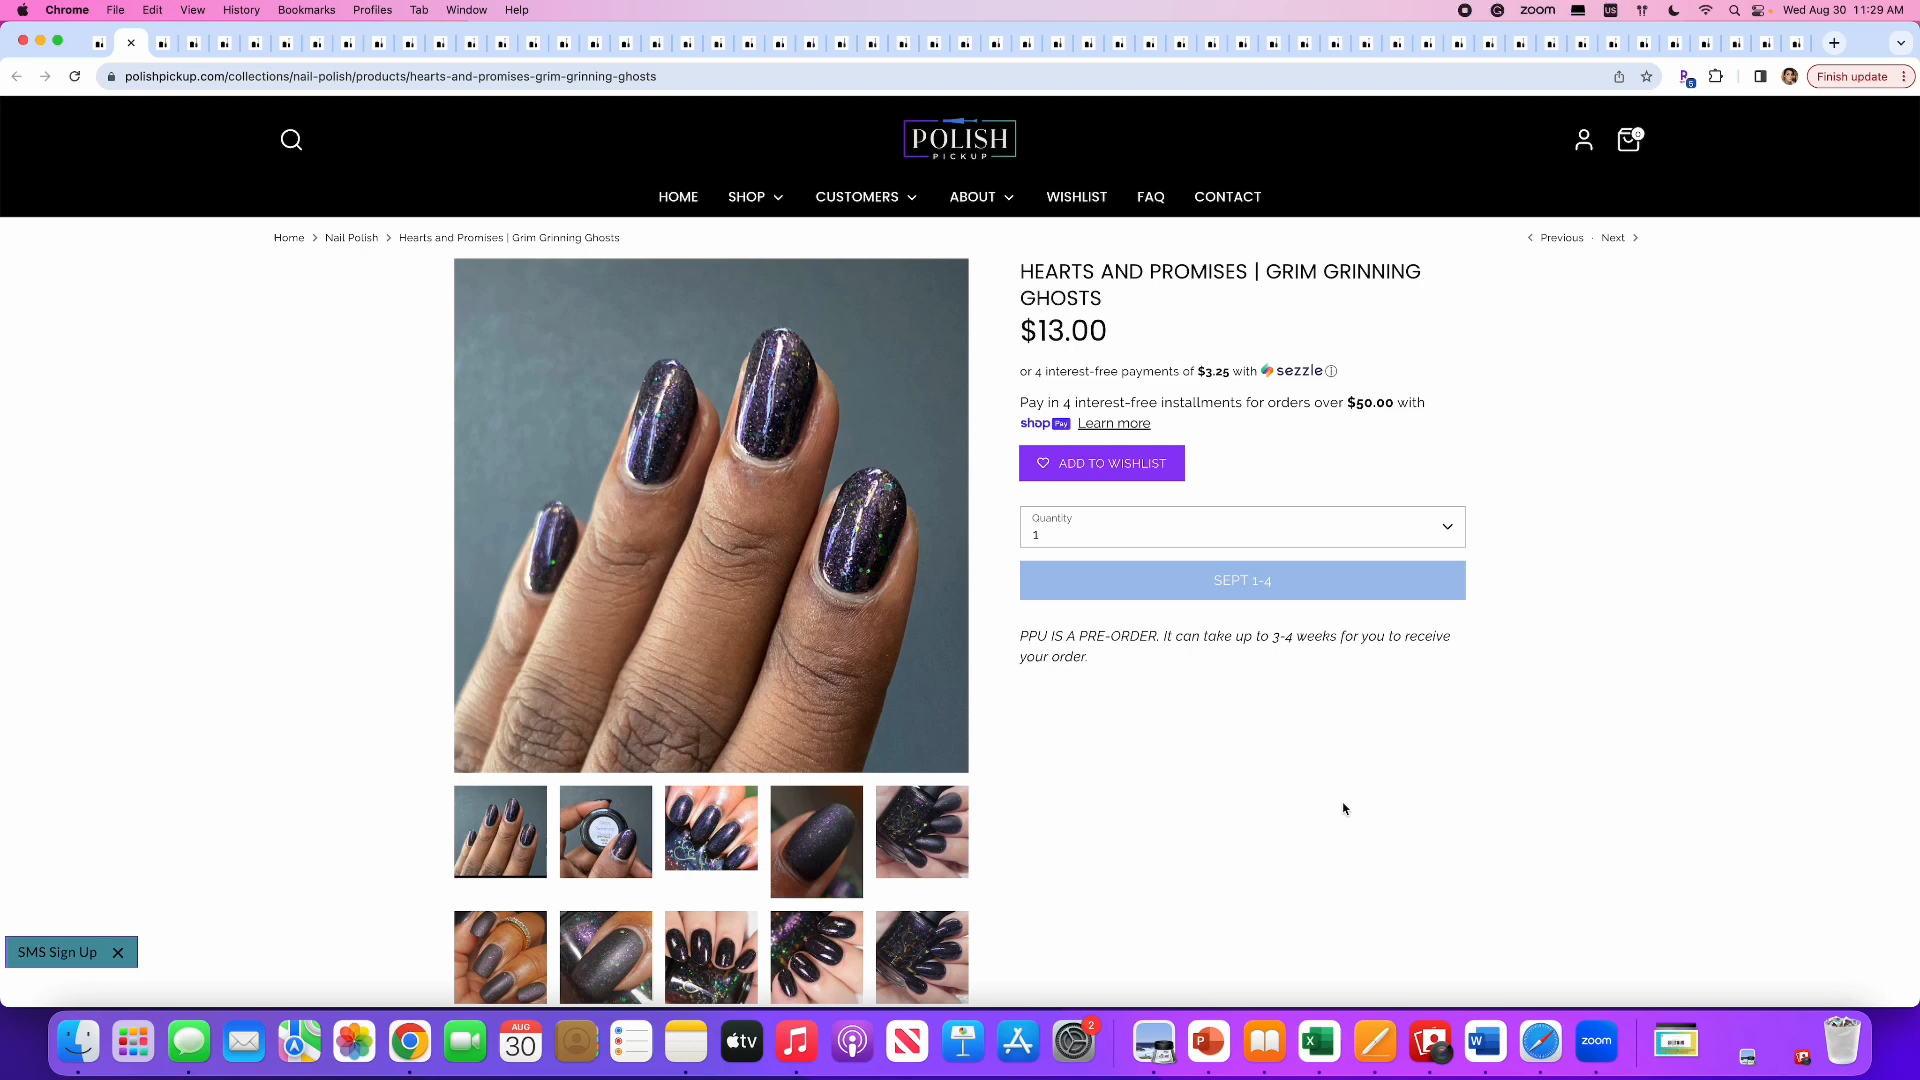 Chrome File Edit View History Bookmarks Profiles Tab Window Help
zoom US Wed Aug 30 11:29 AM
polishpickup.com/collections/nail-polish/products/hearts-and-promises-grim-grinning-ghosts
Finish update
POLISH
PICKUP
0
HOME SHOP CUSTOMERS ABOUT WISHLIST FAQ CONTACT
Home > Nail Polish > Hearts and Promises | Grim Grinning Ghosts
< Previous · Next >
HEARTS AND PROMISES | GRIM GRINNING
GHOSTS
$13.00
or 4 interest-free payments of $3.25 with sezzle
Pay in 4 interest-free installments for orders over $50.00 with
shop Pay Learn more
ADD TO WISHLIST
Quantity
1
SEPT 1-4
PPU IS A PRE-ORDER. It can take up to 3-4 weeks for you to receive
your order.
SMS Sign Up
AUG
30
tv
2
zoom